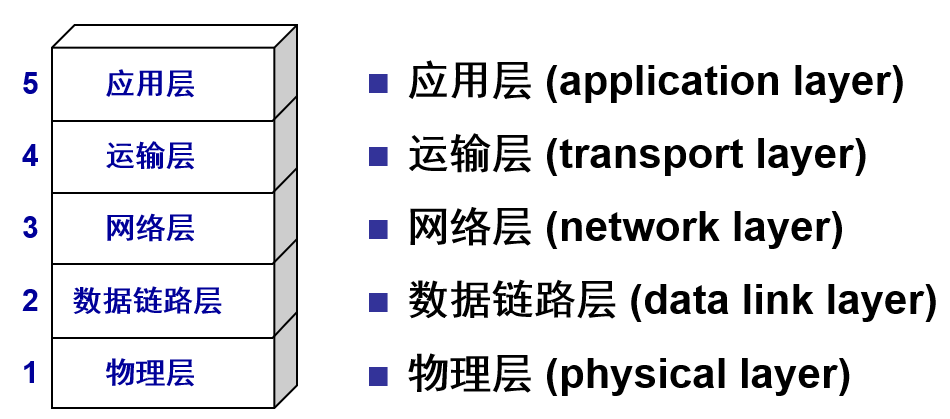 5 应用层
4 运输层
3 网络层
2 数据链路层
1 物理层
■ 应用层 (application layer)
■ 运输层 (transport layer)
■ 网络层 (network layer)
■ 数据链路层 (data link layer)
■ 物理层 (physical layer)